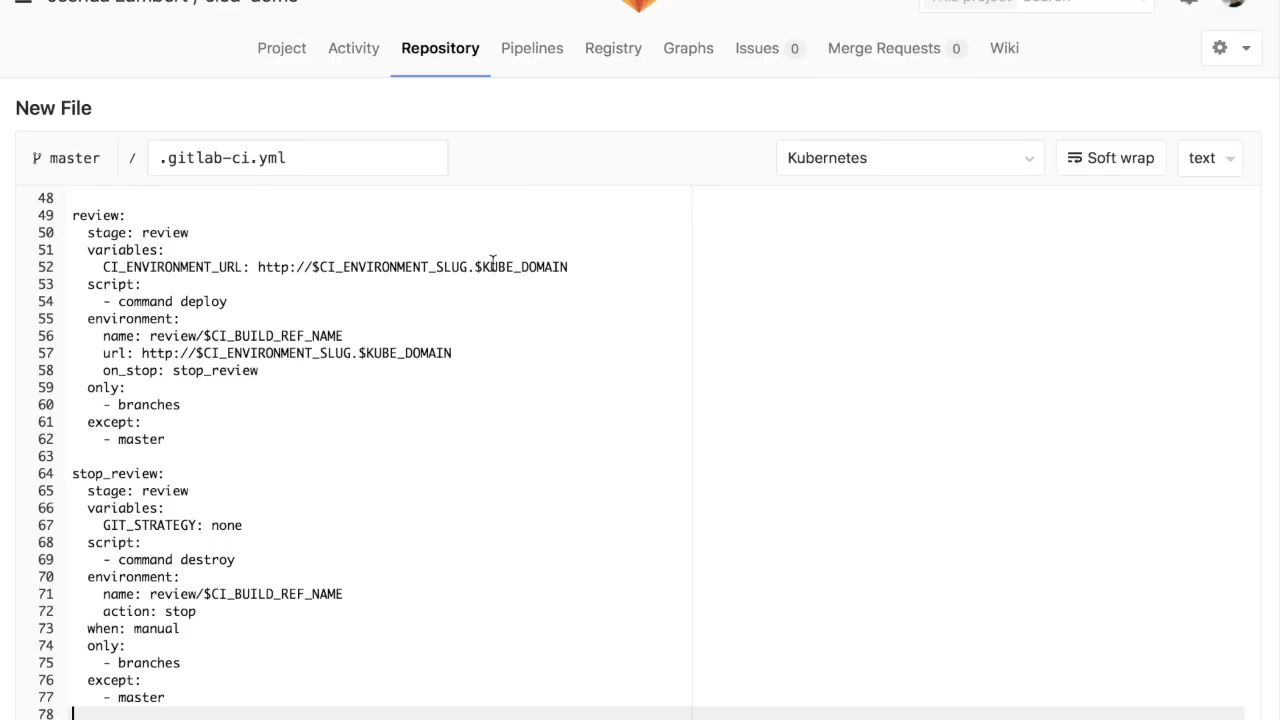 Joshua Lambert /
This project Search
Project Activity Repository Pipelines Registry Graphs Issues 0 Merge Requests 0 Wiki
New File
master / .gitlab-ci.yml Kubernetes Soft wrap text
48
49 review:
50 stage: review
51 variables:
52 CI_ENVIRONMENT_URL: http://$CI_ENVIRONMENT_SLUG.$KUBE_DOMAIN
53 script:
54 - command deploy
55 environment:
56 name: review/$CI_BUILD_REF_NAME
57 url: http://$CI_ENVIRONMENT_SLUG.$KUBE_DOMAIN
58 on_stop: stop_review
59 only:
60 - branches
61 except:
62 - master
63
64 stop_review:
65 stage: review
66 variables:
67 GIT_STRATEGY: none
68 script:
69 - command destroy
70 environment:
71 name: review/$CI_BUILD_REF_NAME
72 action: stop
73 when: manual
74 only:
75 - branches
76 except:
77 - master
78